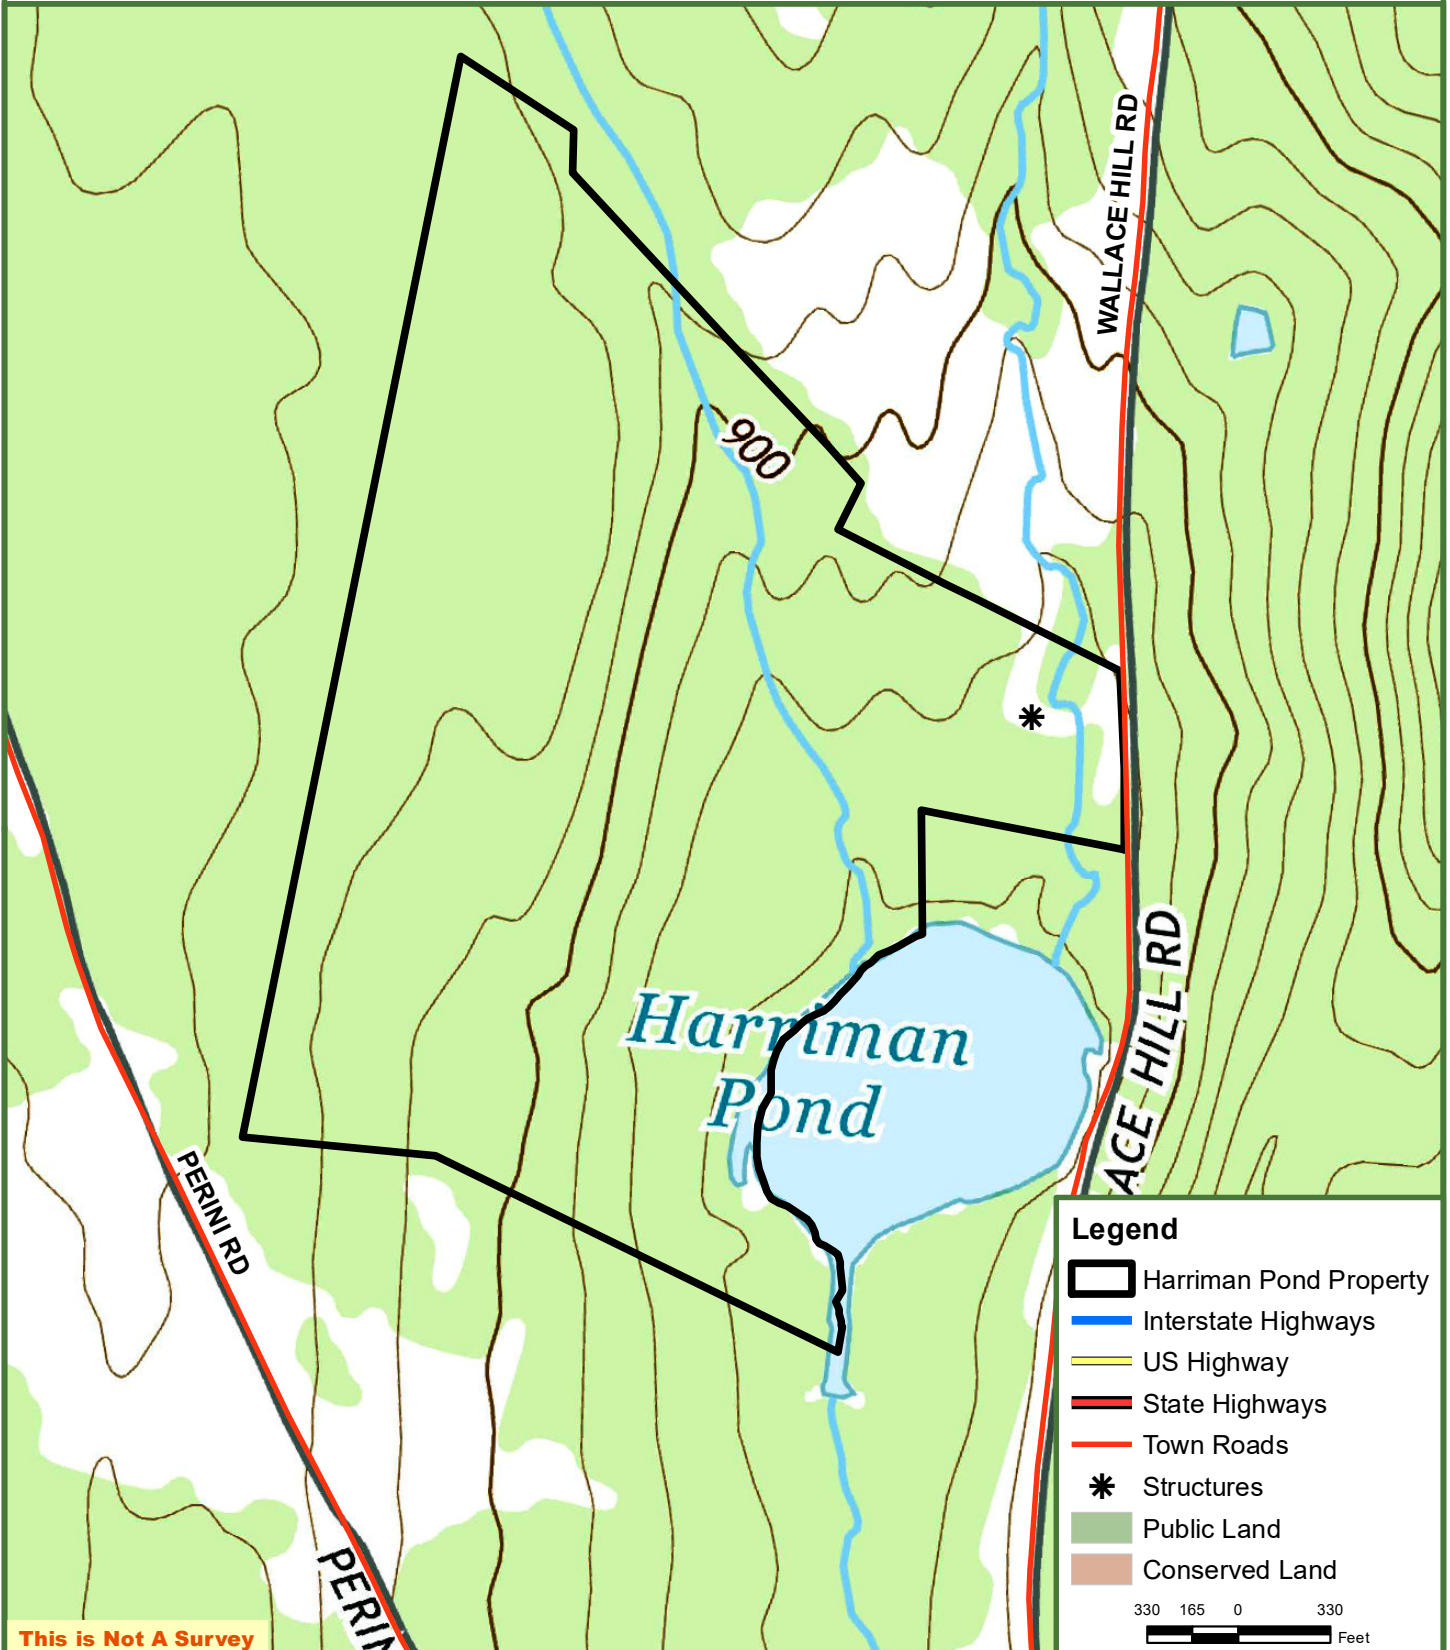 WALLACE HILL RD
900
Harriman
Pond
ACE HILL RD
PERINI RD
PERIN
This is Not A Survey
Legend
Harriman Pond Property
Interstate Highways
US Highway
State Highways
Town Roads
Structures
Public Land
Conserved Land
330 165 0 330
Feet